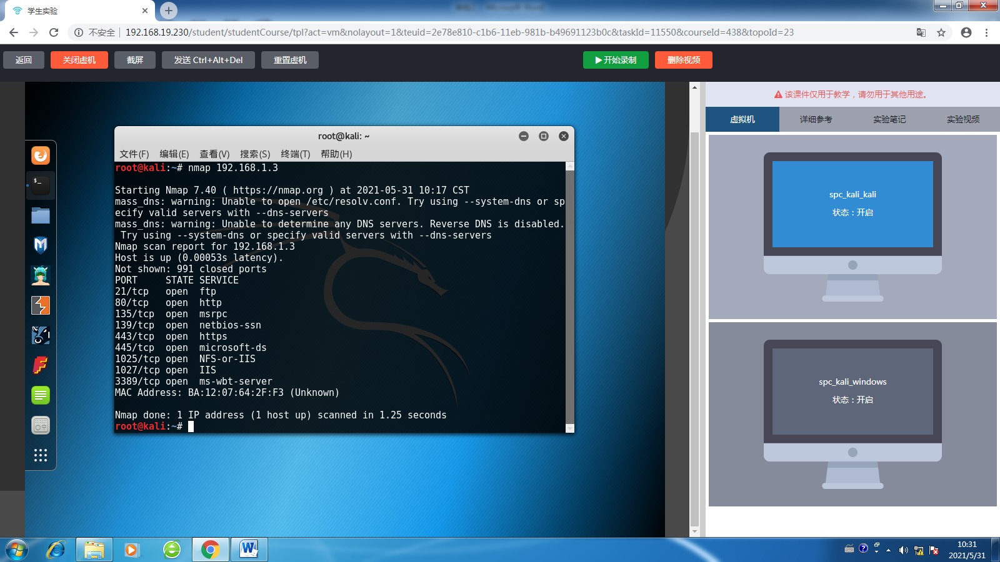 学生实验
不安全 192.168.19.230/student/studentCourse/tpl?act=vm&nolayout=1&teuid=2e78e810-c1b6-11eb-981b-b49691123b0c&taskId=11550&courseId=438&topoId=23
返回 关闭虚机 截屏 发送 Ctrl+Alt+Del 重置虚机 开始录制 删除视频
该课件仅用于教学，请勿用于其他用途。
虚拟机 详细参考 实验笔记 实验视频
root@kali: ~
文件(F) 编辑(E) 查看(V) 搜索(S) 终端(T) 帮助(H)
root@kali:~# nmap 192.168.1.3
Starting Nmap 7.40 ( https://nmap.org ) at 2021-05-31 10:17 CST
mass_dns: warning: Unable to open /etc/resolv.conf. Try using --system-dns or sp
ecify valid servers with --dns-servers
mass_dns: warning: Unable to determine any DNS servers. Reverse DNS is disabled.
Try using --system-dns or specify valid servers with --dns-servers
Nmap scan report for 192.168.1.3
Host is up (0.00053s latency).
Not shown: 991 closed ports
PORT STATE SERVICE
21/tcp open ftp
80/tcp open http
135/tcp open msrpc
139/tcp open netbios-ssn
443/tcp open https
445/tcp open microsoft-ds
1025/tcp open NFS-or-IIS
1027/tcp open IIS
3389/tcp open ms-wbt-server
MAC Address: BA:12:07:64:2F:F3 (Unknown)
Nmap done: 1 IP address (1 host up) scanned in 1.25 seconds
root@kali:~#
spc_kali_kali
状态：开启
spc_kali_windows
状态：开启
10:31
2021/5/31